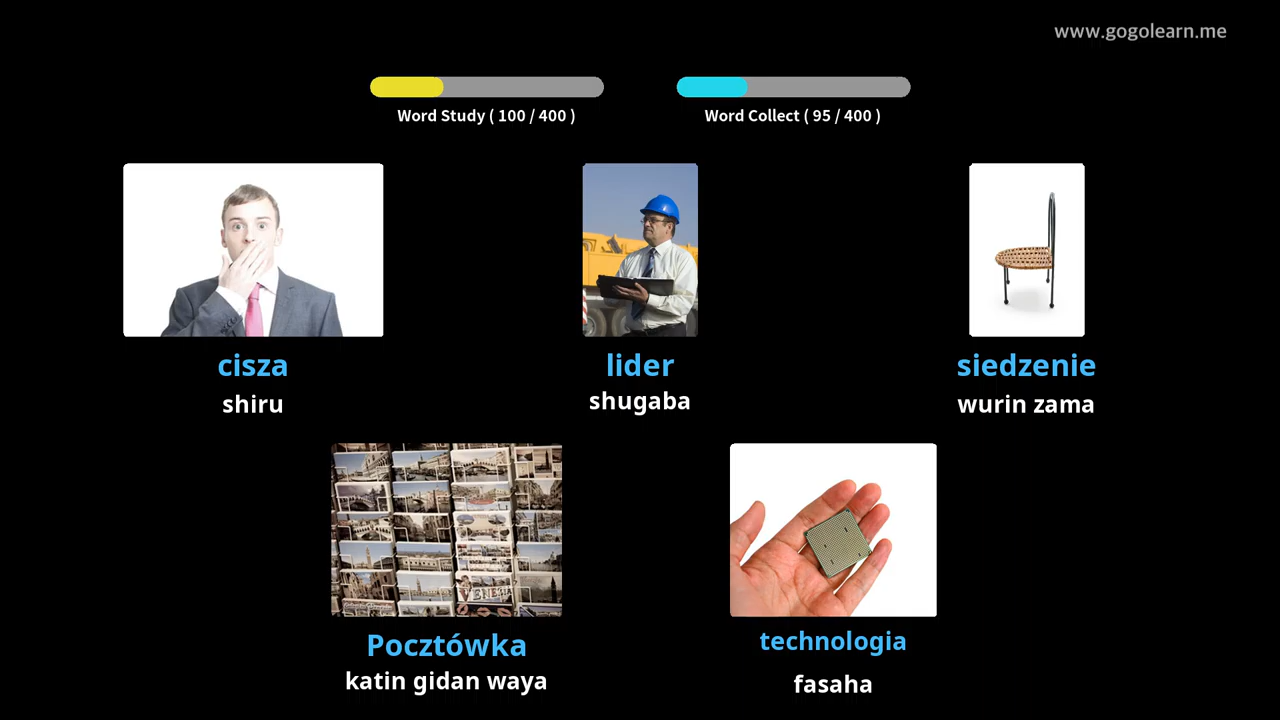 www.gogolearn.me
Word Study ( 100 / 400 )
Word Collect ( 95 / 400 )
cisza
shiru
lider
shugaba
siedzenie
wurin zama
Pocztówka
katin gidan waya
technologia
fasaha